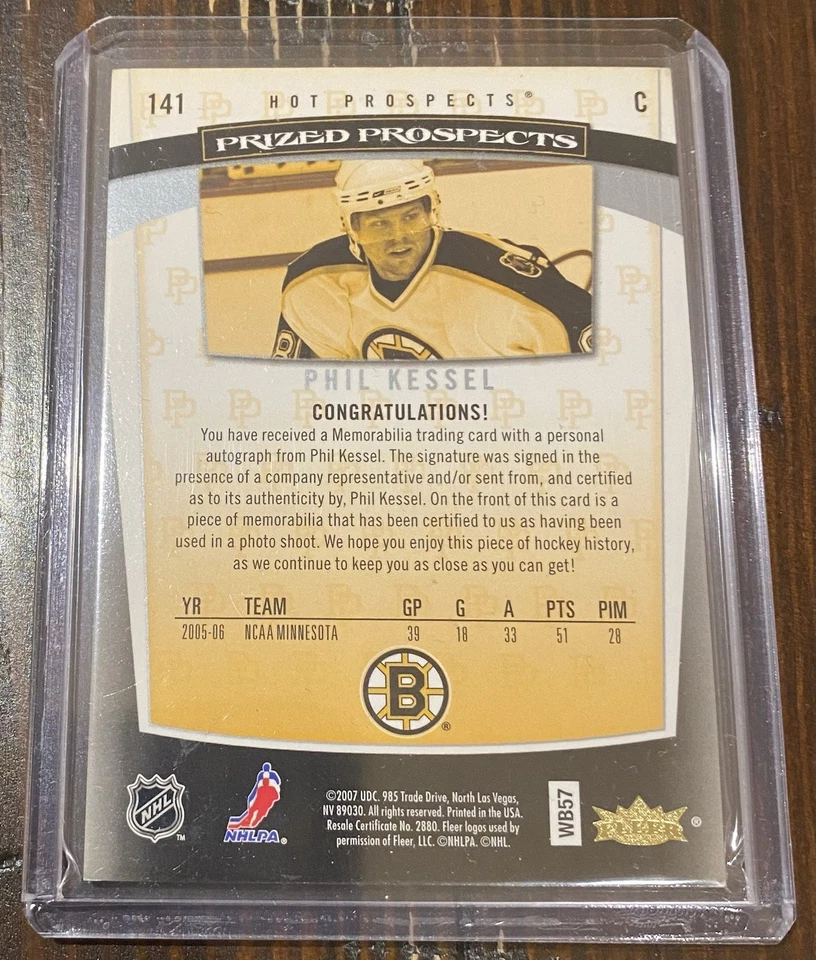 141 HOT PROSPECTS® C
PRIZED PROSPECTS
PHIL KESSEL
CONGRATULATIONS!
You have received a Memorabilia trading card with a personal
autograph from Phil Kessel. The signature was signed in the
presence of a company representative and/or sent from, and certified
as to its authenticity by, Phil Kessel. On the front of this card is a
piece of memorabilia that has been certified to us as having been
used in a photo shoot. We hope you enjoy this piece of hockey history,
as we continue to keep you as close as you can get!
YR TEAM GP G A PTS PIM
2005-06 NCAA MINNESOTA 39 18 33 51 28
B ®
NHL ™
NHLPA®
©2007 UDC. 985 Trade Drive, North Las Vegas,
NV 89030. All rights reserved. Printed in the USA.
Resale Certificate No. 2880. Fleer logos used by
permission of Fleer, LLC. ©NHLPA. ©NHL.
WB57
FLEER®